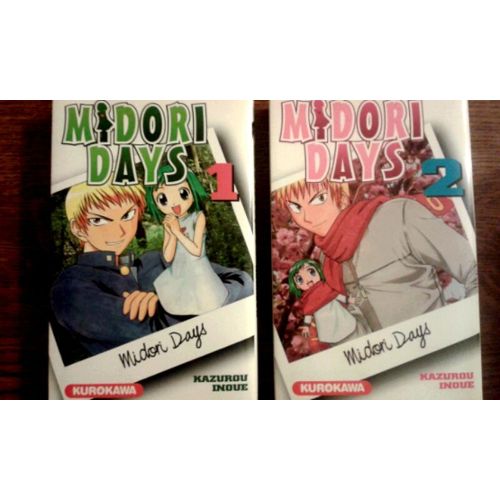 MIDORI
DAYS
1
Midori Days
KUROKAWA
KAZUROU
INOUE
MIDORI
DAYS
2
Midori Days
KUROKAWA
KAZUROU
INOUE